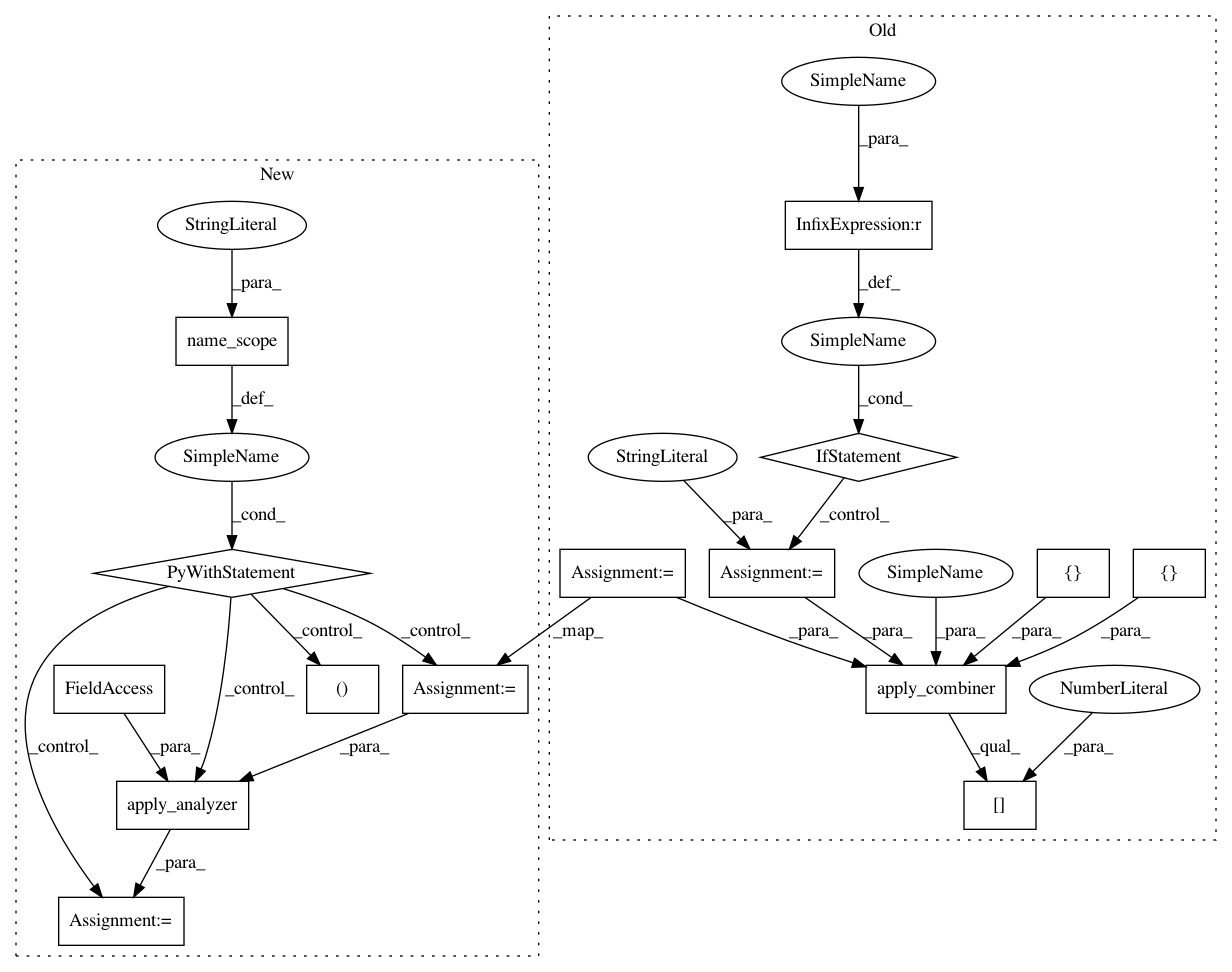 Old
SimpleName
_para_
New
StringLiteral
InfixExpression:r
_para_
_def_
name_scope
SimpleName
_def_
_cond_
SimpleName
StringLiteral
IfStatement
_cond_
_para_
_control_
PyWithStatement
Assignment:=
Assignment:=
SimpleName
{}
{}
_control_
_control_
_map_
_para_
_para_
_para_
_para_
_para_
FieldAccess
_control_
()
Assignment:=
apply_combiner
NumberLiteral
_control_
_para_
_para_
_qual_
_para_
apply_analyzer
[]
_para_
Assignment:=